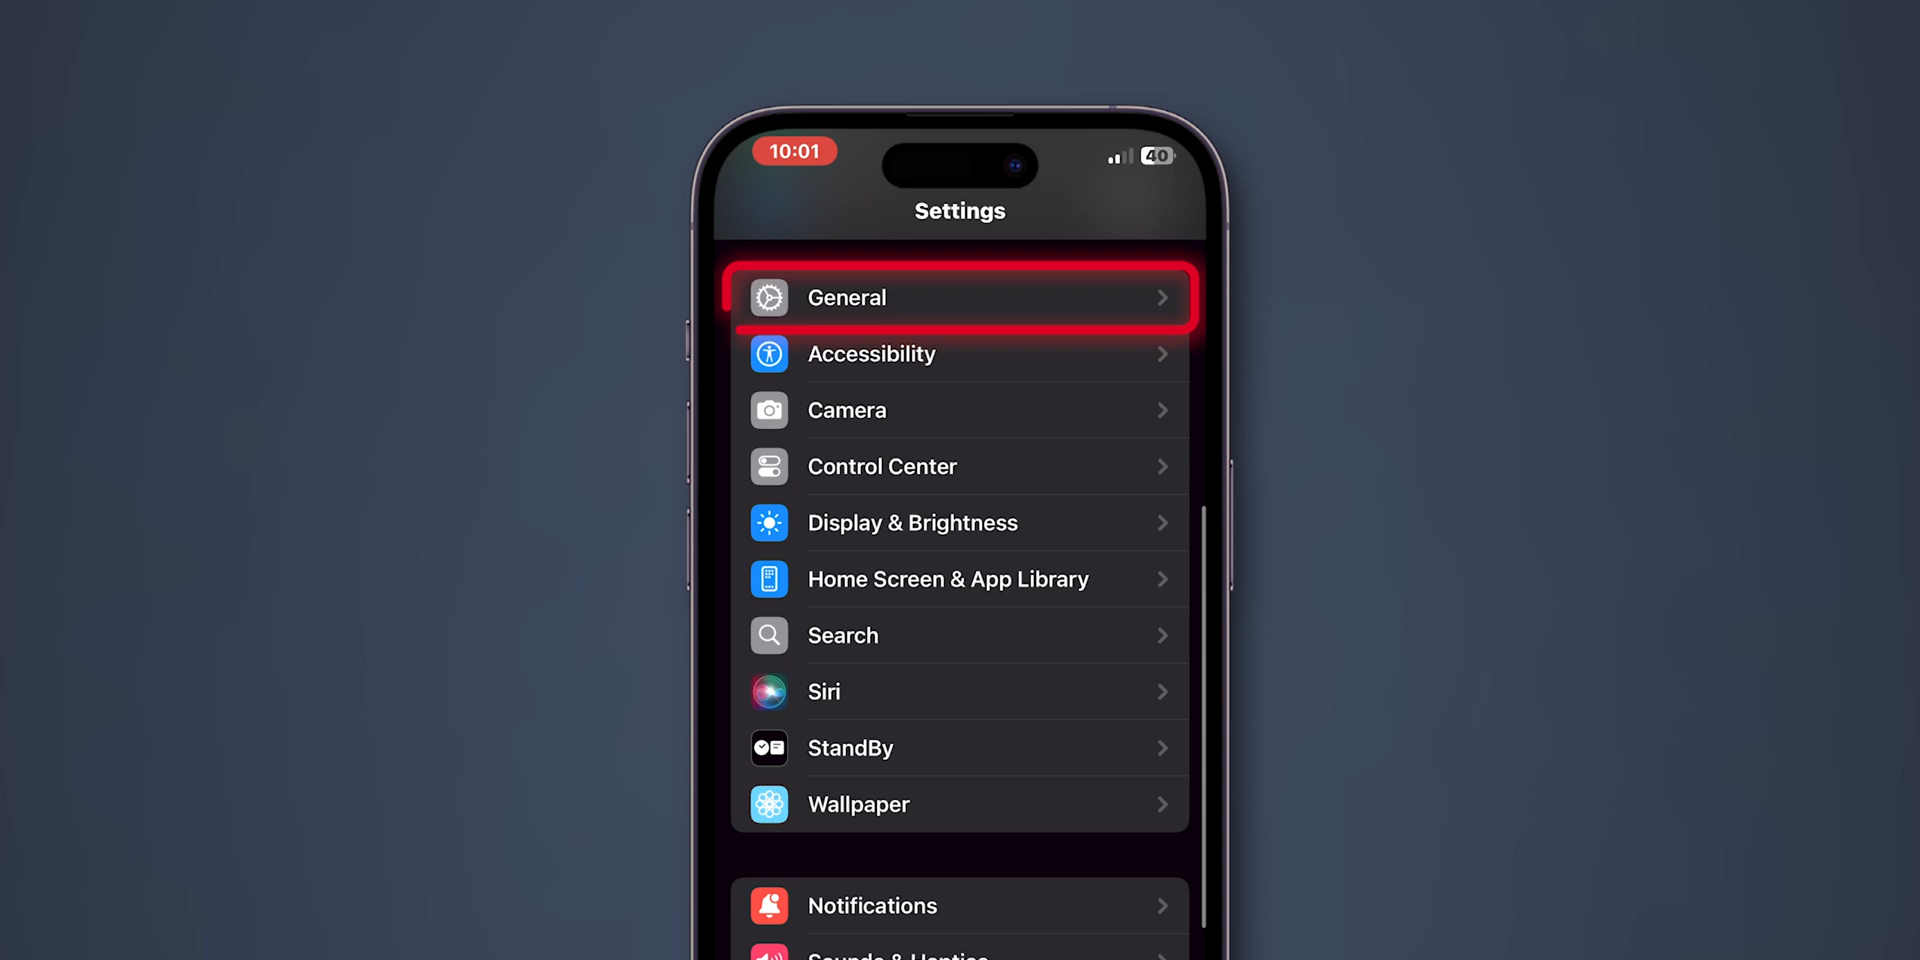 10:01
40
Settings
General
Accessibility
Camera
Control Center
Display & Brightness
Home Screen & App Library
Search
Siri
StandBy
Wallpaper
Notifications
Sounds & Haptics